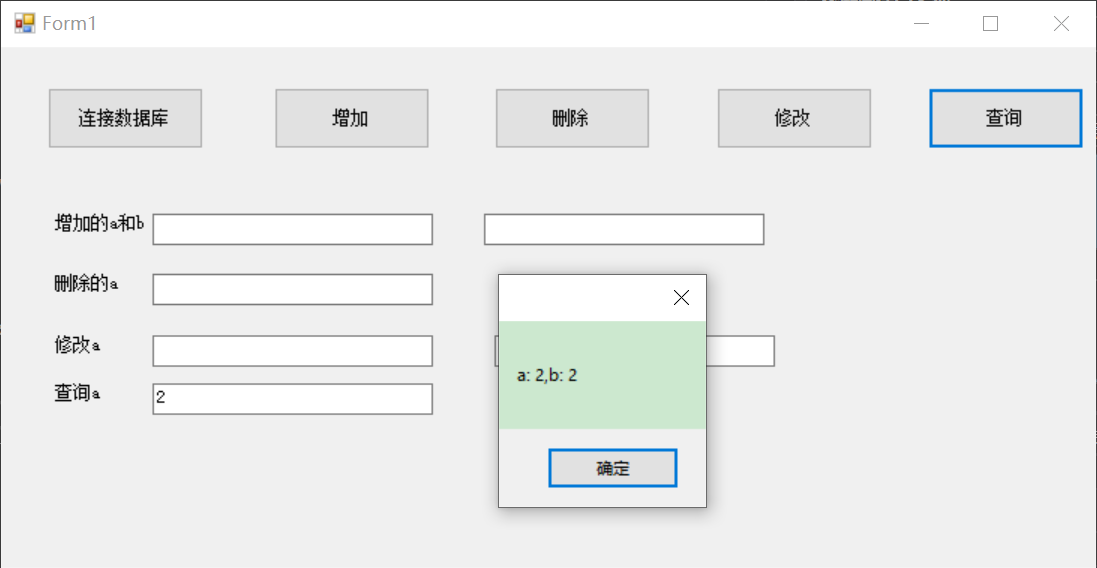 Form1
连接数据库
增加
删除
修改
查询
增加的a和b
删除的a
修改a
查询a
2
a: 2,b: 2
确定